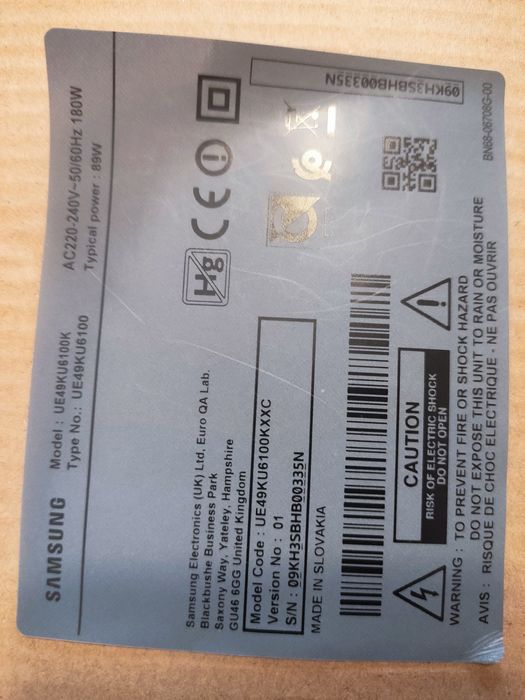 SAMSUNG
Model : UE49KU6100K
Type No.: UE49KU6100
AC220-240V~50/60Hz 180W
Typical power : 89W
Samsung Electronics (UK) Ltd, Euro QA Lab.
Blackbushe Business Park
Saxony Way, Yateley, Hampshire
GU46 6GG United Kingdom
Hg
CE
09KH3SBHB00335N
Model Code : UE49KU6100KXXC
Version No : 01
S/N : 09KH3SBHB00335N
MADE IN SLOVAKIA
CAUTION
RISK OF ELECTRIC SHOCK
DO NOT OPEN
WARNING : TO PREVENT FIRE OR SHOCK HAZARD
DO NOT EXPOSE THIS UNIT TO RAIN OR MOISTURE
AVIS : RISQUE DE CHOC ELECTRIQUE - NE PAS OUVRIR
BN68-06708G-00